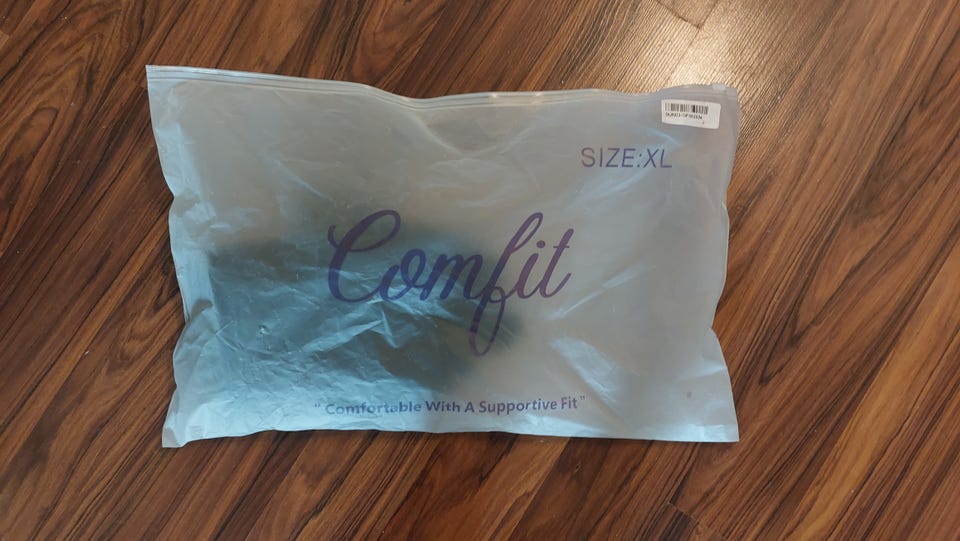 SIZE:XL
Comfit
"Comfortable With A Supportive Fit"